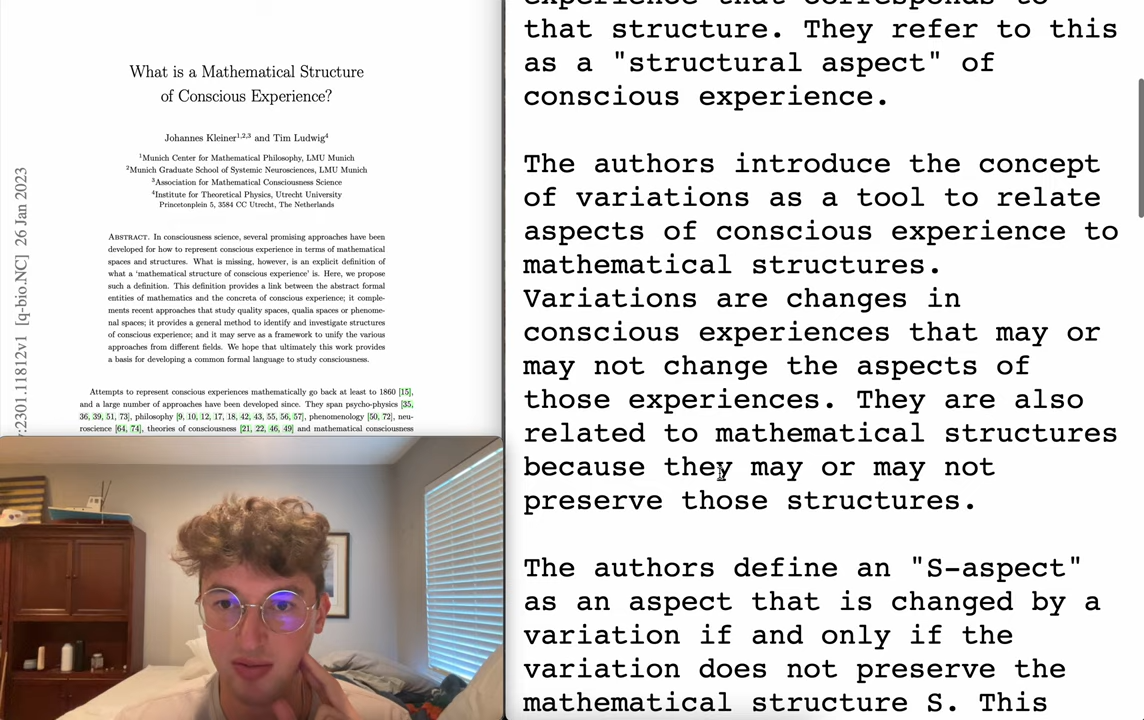 What is a Mathematical Structure
of Conscious Experience?
Johannes Kleiner1,2,3 and Tim Ludwig4
1Munich Center for Mathematical Philosophy, LMU Munich
2Munich Graduate School of Systemic Neurosciences, LMU Munich
3Association for Mathematical Consciousness Science
4Institute for Theoretical Physics, Utrecht University
Princetonplein 5, 3584 CC Utrecht, The Netherlands
Abstract. In consciousness science, several promising approaches have been
developed for how to represent conscious experience in terms of mathematical
spaces and structures. What is missing, however, is an explicit definition of
what a ‘mathematical structure of conscious experience’ is. Here, we propose
such a definition. This definition provides a link between the abstract formal
entities of mathematics and the concreta of conscious experience; it comple-
ments recent approaches that study quality spaces, qualia spaces or phenome-
nal spaces; it provides a general method to identify and investigate structures
of conscious experience; and it may serve as a framework to unify the various
approaches from different fields. We hope that ultimately this work provides
a basis for developing a common formal language to study consciousness.
Attempts to represent conscious experiences mathematically go back at least to 1860 [15],
and a large number of approaches have been developed since. They span psycho-physics [35,
36, 39, 51, 73], philosophy [9, 10, 12, 17, 18, 42, 43, 55, 56, 57], phenomenology [50, 72], neu-
roscience [64, 74], theories of consciousness [21, 22, 46, 49] and mathematical consciousness
v:2301.11812v1 [q-bio.NC] 26 Jan 2023
experience that corresponds to
that structure. They refer to this
as a "structural aspect" of
conscious experience.
The authors introduce the concept
of variations as a tool to relate
aspects of conscious experience to
mathematical structures.
Variations are changes in
conscious experiences that may or
may not change the aspects of
those experiences. They are also
related to mathematical structures
because they may or may not
preserve those structures.
The authors define an "S-aspect"
as an aspect that is changed by a
variation if and only if the
variation does not preserve the
mathematical structure S. This